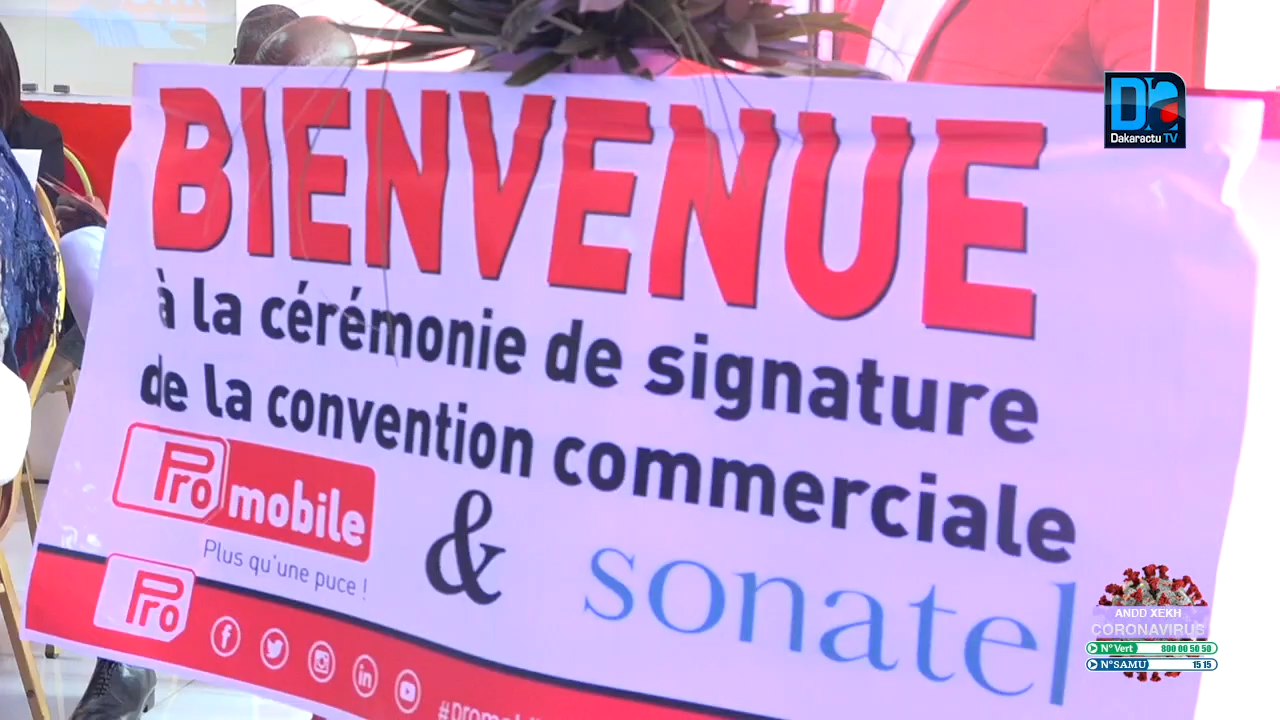 Dakaractu TV
BIENVENUE
à la cérémonie de signature
de la convention commerciale
Pro mobile
Plus qu'une puce !
&
sonatel
Pro
ANDD XEKH
CORONAVIRUS
N° Vert 800 00 50 50
N° SAMU 15 15